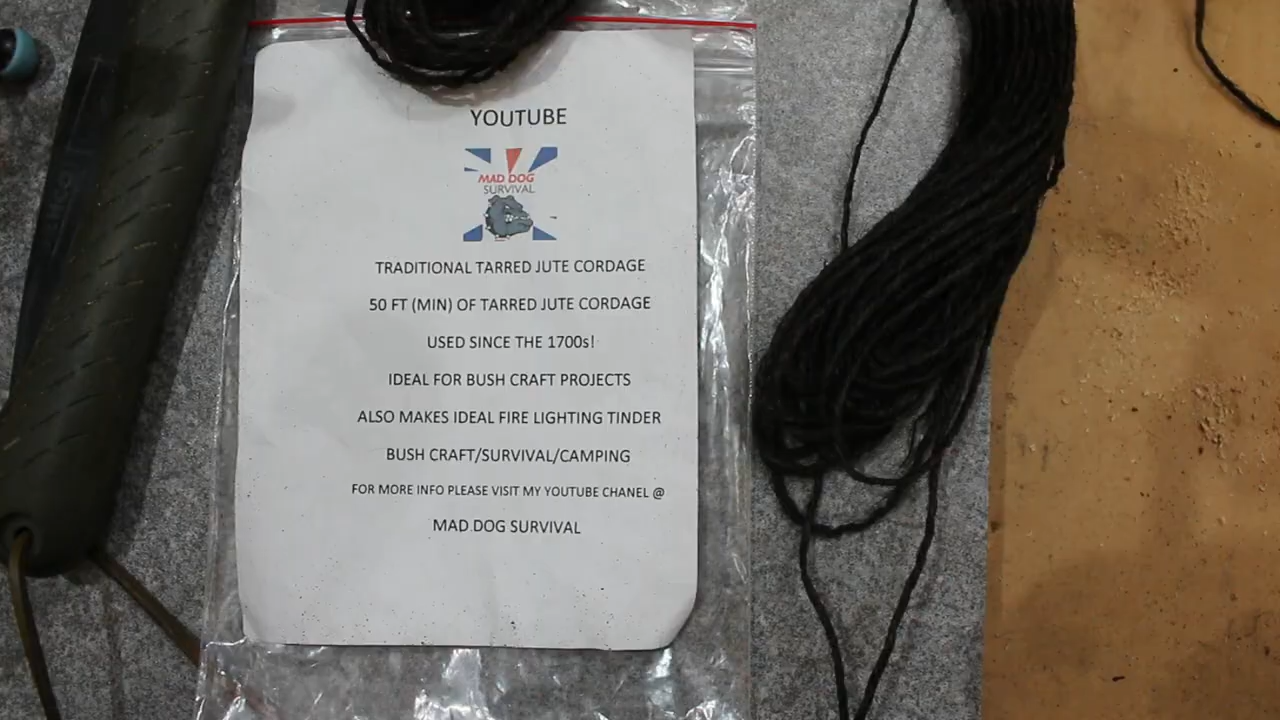 YOUTUBE
MAD DOG
SURVIVAL
TRADITIONAL TARRED JUTE CORDAGE
50 FT (MIN) OF TARRED JUTE CORDAGE
USED SINCE THE 1700s!
IDEAL FOR BUSH CRAFT PROJECTS
ALSO MAKES IDEAL FIRE LIGHTING TINDER
BUSH CRAFT/SURVIVAL/CAMPING
FOR MORE INFO PLEASE VISIT MY YOUTUBE CHANEL @
MAD DOG SURVIVAL